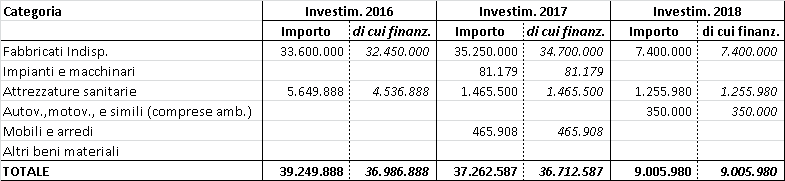 Categoria Investim. 2016 Investim. 2017 Investim. 2018
Importo di cui finanz. Importo di cui finanz. Importo di cui finanz.
Fabbricati Indisp. 33.600.000 32.450.000 35.250.000 34.700.000 7.400.000 7.400.000
Impianti e macchinari 81.179 81.179
Attrezzature sanitarie 5.649.888 4.536.888 1.465.500 1.465.500 1.255.980 1.255.980
Autov.,motov., e simili (comprese amb.) 350.000 350.000
Mobili e arredi 465.908 465.908
Altri beni materiali
TOTALE 39.249.888 36.986.888 37.262.587 36.712.587 9.005.980 9.005.980